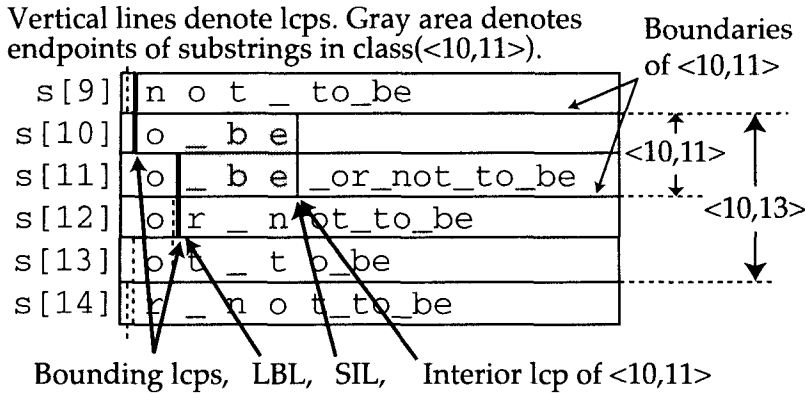 Vertical lines denote lcps. Gray area denotes
endpoints of substrings in class(<10,11>).
Boundaries
of <10,11>
s[9] n o t _ to_be
s[10] o _ b e
s[11] o _ b e _or_not_to_be
s[12] o r _ n ot_to_be
s[13] o t _ t o_be
s[14] r _ n o t_to_be
<10,11>
<10,13>
Bounding lcps, LBL, SIL, Interior lcp of <10,11>